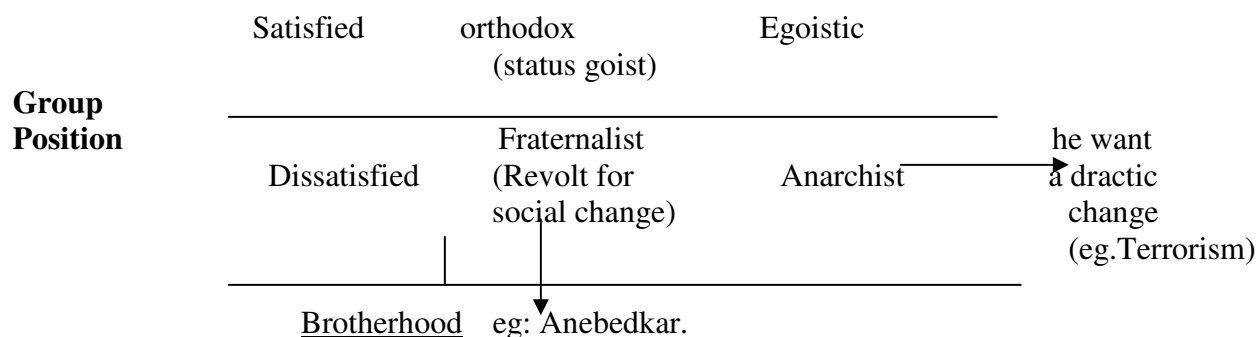 Satisfied orthodox Egoistic
(status goist)
Group
Position
Fraternalist he want
Dissatisfied (Revolt for Anarchist a dractic
social change) change
(eg.Terrorism)
Brotherhood eg: Anebedkar.